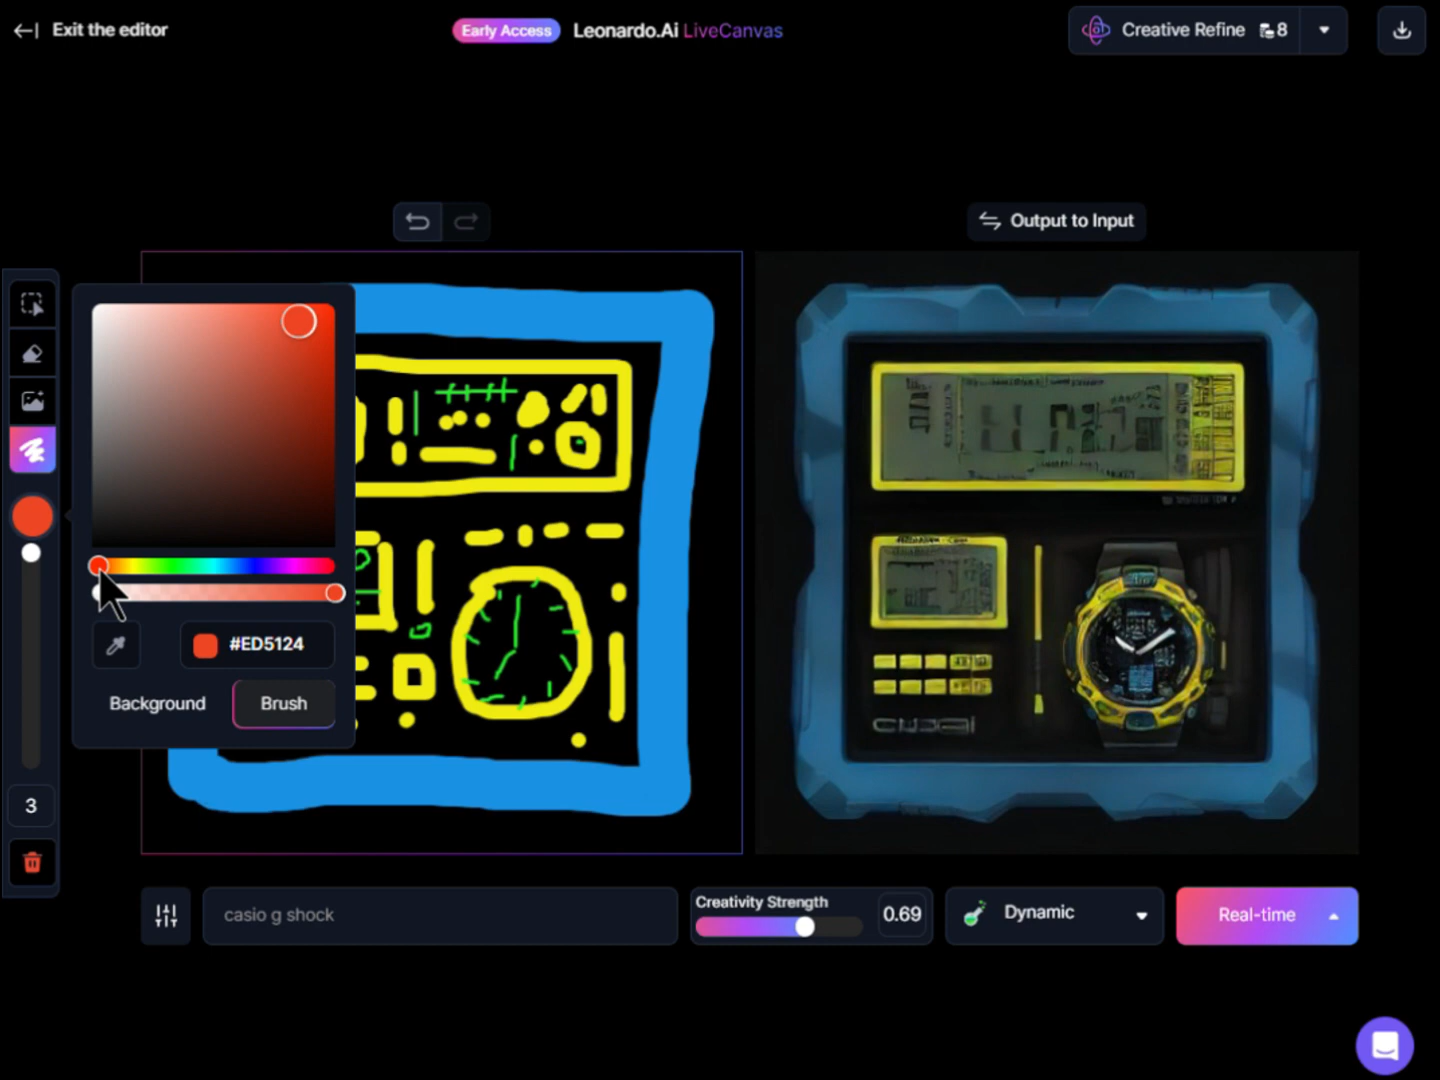 Exit the editor
Early Access Leonardo.Ai LiveCanvas
Creative Refine 8
Output to Input
#ED5124
Background Brush
3
casio g shock
Creativity Strength
0.69
Dynamic
Real-time